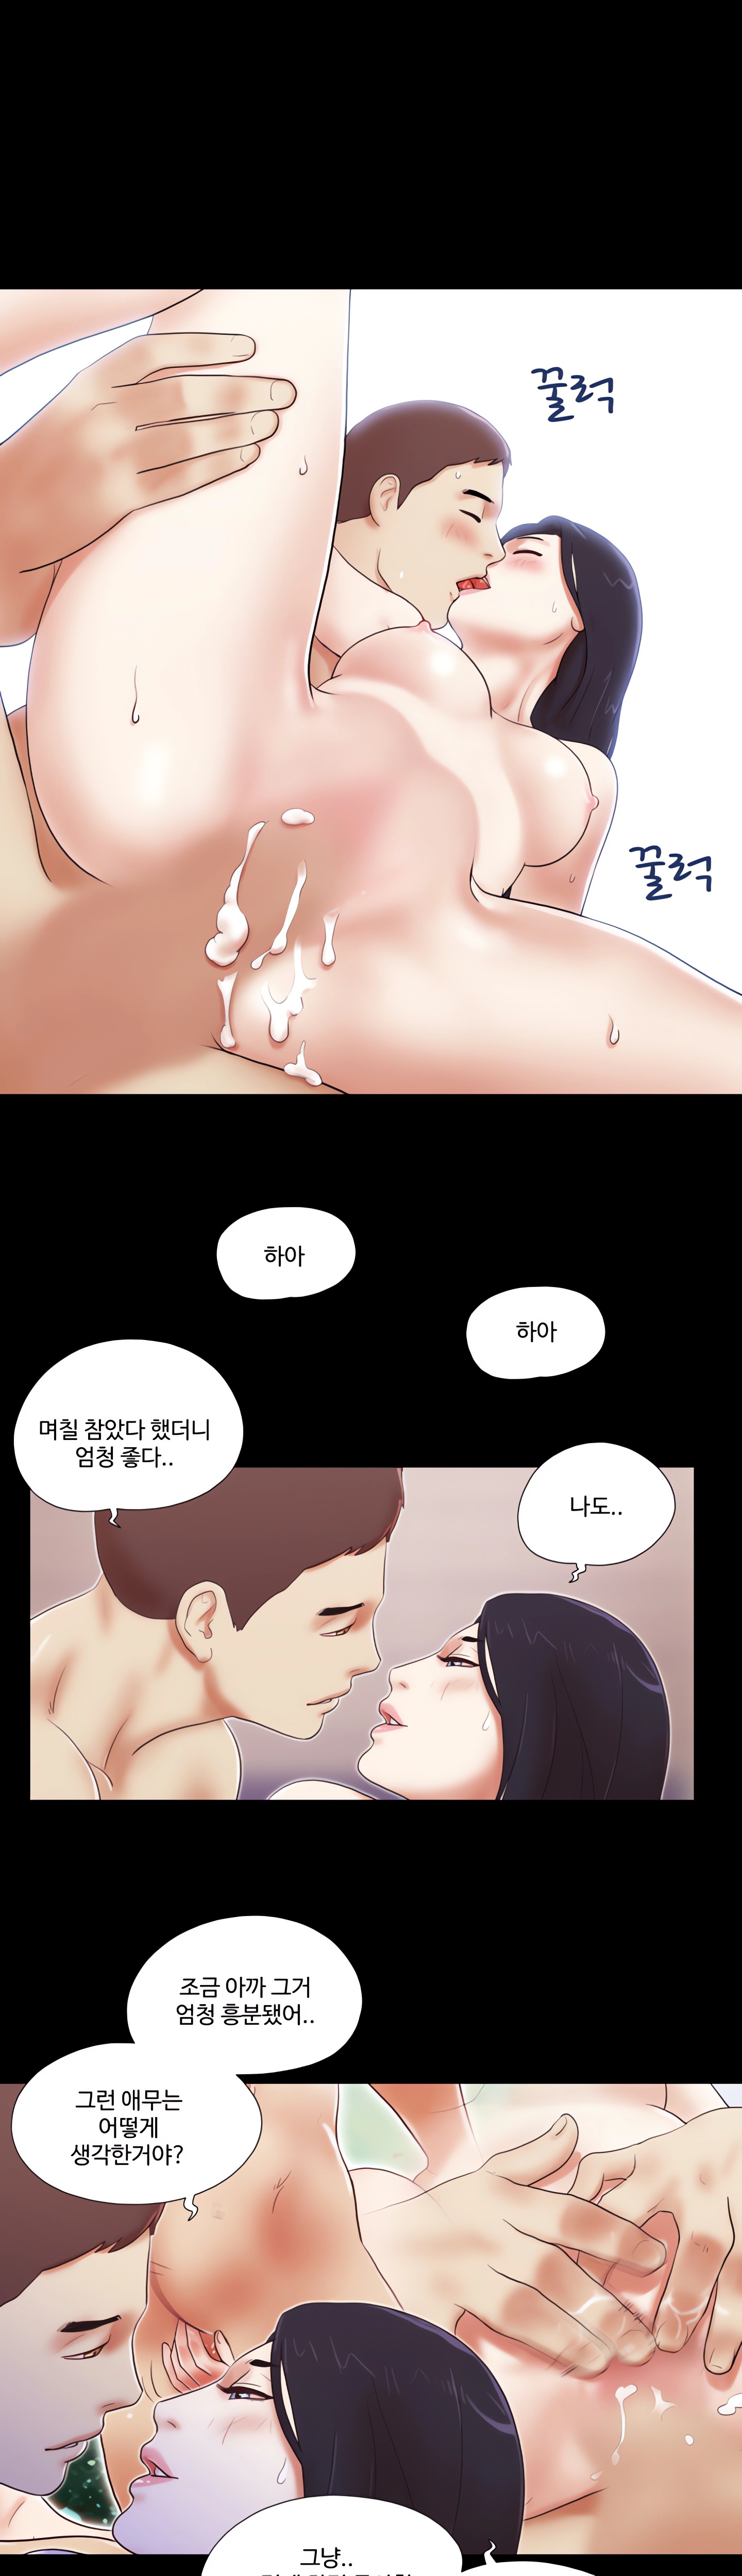 꿀럭
꿀럭
하아
하아
며칠 참았다 했더니
엄청 좋다..
나도..
조금 아까 그거
엄청 흥분됐어..
그런 애무는
어떻게
생각한거야?
그냥..